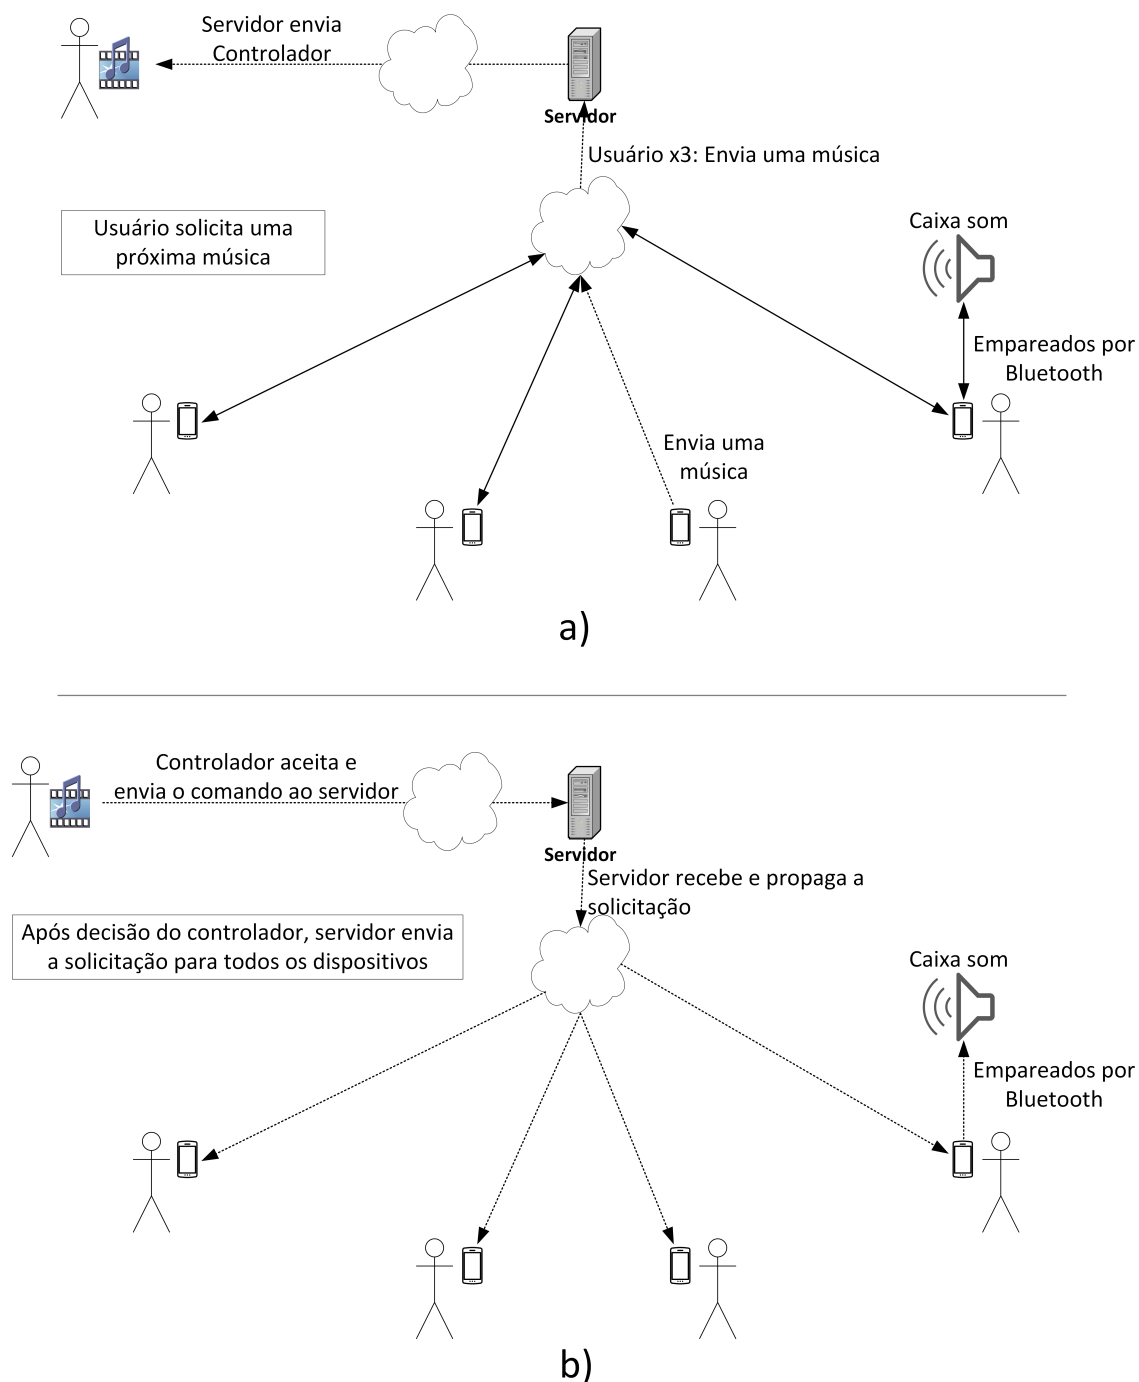 Servidor envia
Controlador
Servidor
Usuário x3: Envia uma música
Usuário solicita uma
próxima música
Caixa som
Empareados por
Bluetooth
Envia uma
música
a)
Controlador aceita e
envia o comando ao servidor
Servidor
Servidor recebe e propaga a
solicitação
Após decisão do controlador, servidor envia
a solicitação para todos os dispositivos
Caixa som
Empareados por
Bluetooth
b)